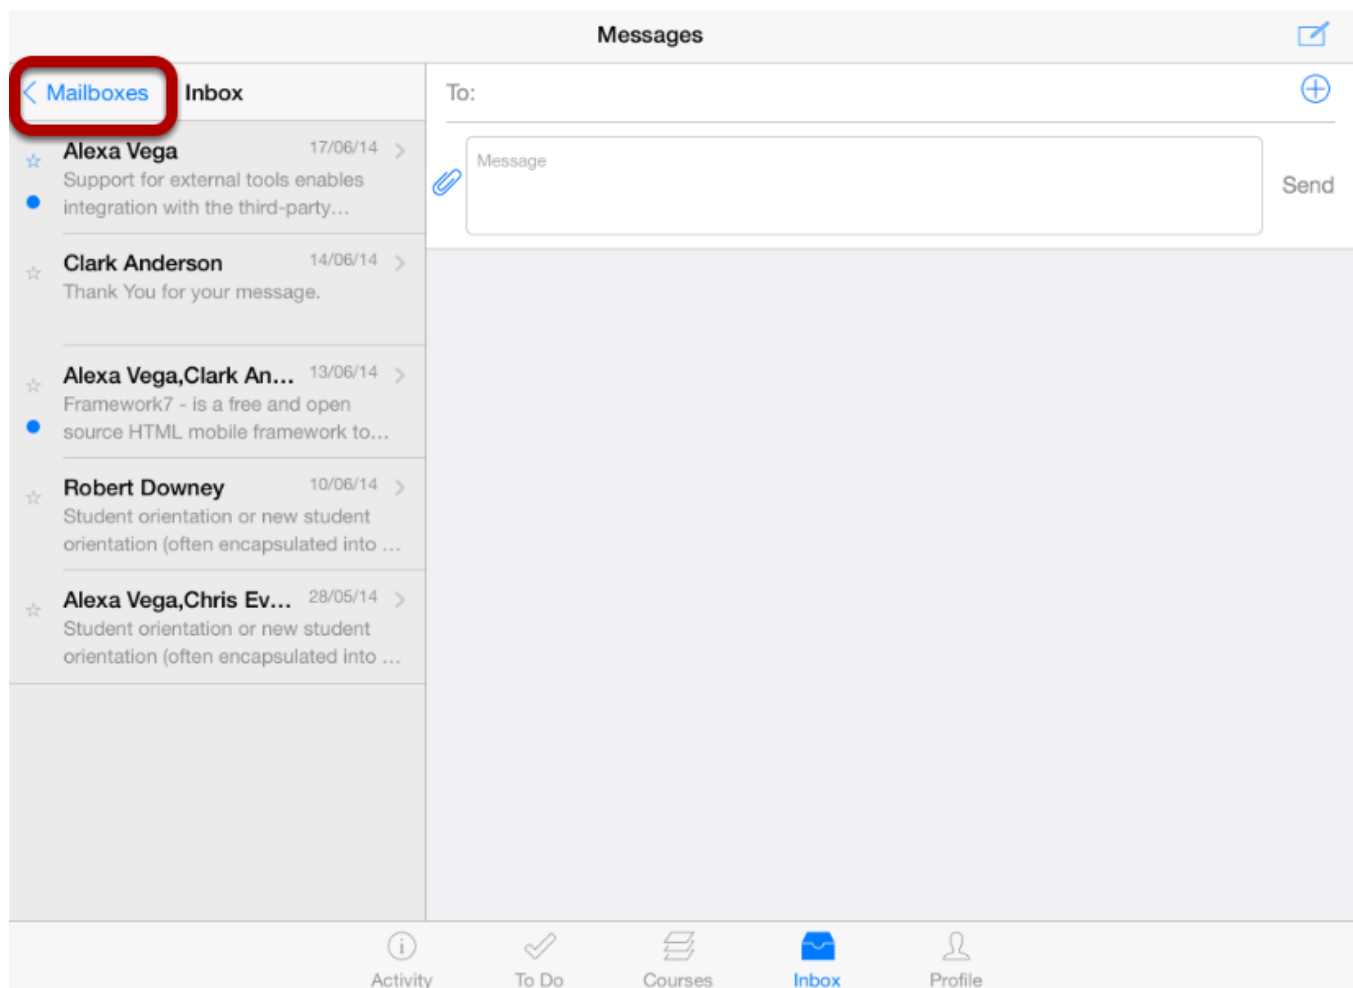 Messages
Mailboxes Inbox
Alexa Vega 17/06/14
Support for external tools enables
integration with the third-party...
Clark Anderson 14/06/14
Thank You for your message.
Alexa Vega,Clark An... 13/06/14
Framework7 - is a free and open
source HTML mobile framework to...
Robert Downey 10/06/14
Student orientation or new student
orientation (often encapsulated into ...
Alexa Vega,Chris Ev... 28/05/14
Student orientation or new student
orientation (often encapsulated into ...
To:
Message
Send
Activity To Do Courses Inbox Profile